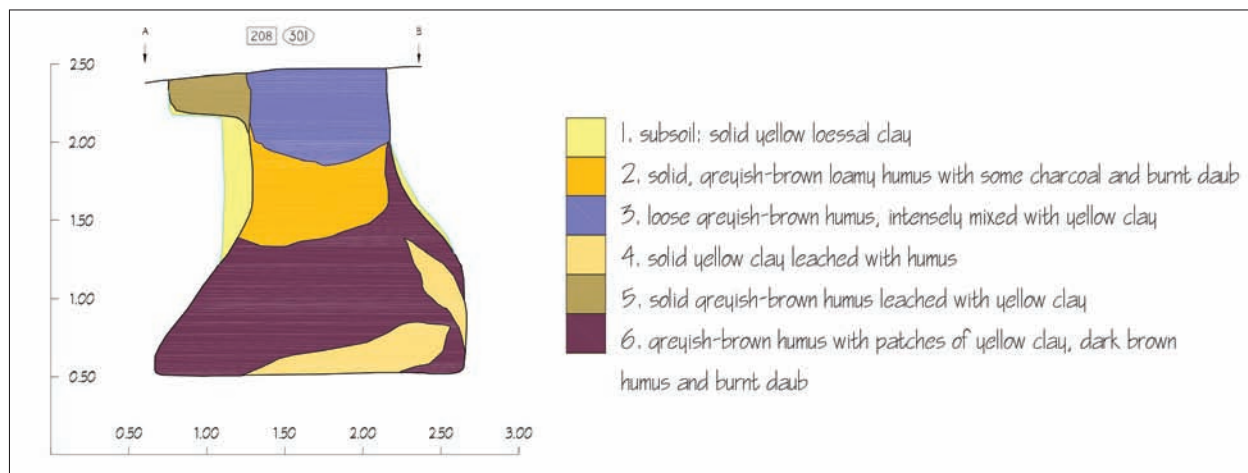 A 208 301 B
2.50
2.00
1.50
1.00
0.50
0.50 1.00 1.50 2.00 2.50 3.00
1. subsoil: solid yellow loessal clay
2. solid, greyish-brown loamy humus with some charcoal and burnt daub
3. loose greyish-brown humus, intensely mixed with yellow clay
4. solid yellow clay leached with humus
5. solid greyish-brown humus leached with yellow clay
6. greyish-brown humus with patches of yellow clay, dark brown
humus and burnt daub